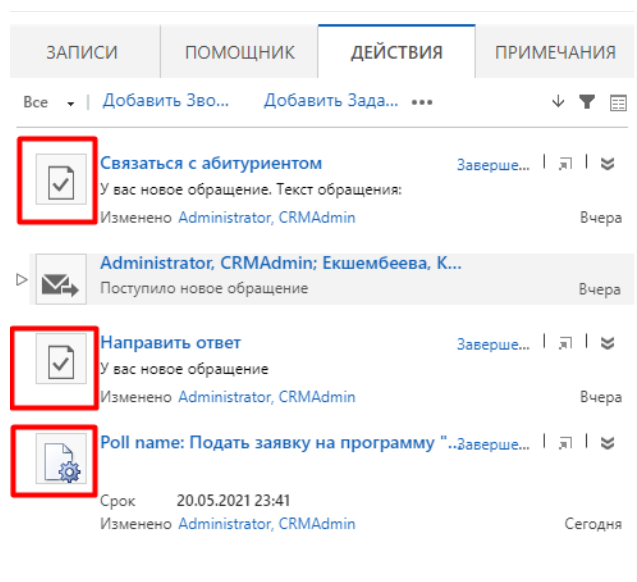 ЗАПИСИ ПОМОЩНИК ДЕЙСТВИЯ ПРИМЕЧАНИЯ
Все | Добавить Зво... Добавить Зада... •••
Связаться с абитуриентом Заверше...
У вас новое обращение. Текст обращения:
Изменено Administrator, CRMAdmin Вчера
Administrator, CRMAdmin; Екшембеева, К...
Поступило новое обращение Вчера
Направить ответ Заверше...
У вас новое обращение
Изменено Administrator, CRMAdmin Вчера
Poll name: Подать заявку на программу "... Заверше...
Срок 20.05.2021 23:41
Изменено Administrator, CRMAdmin Сегодня